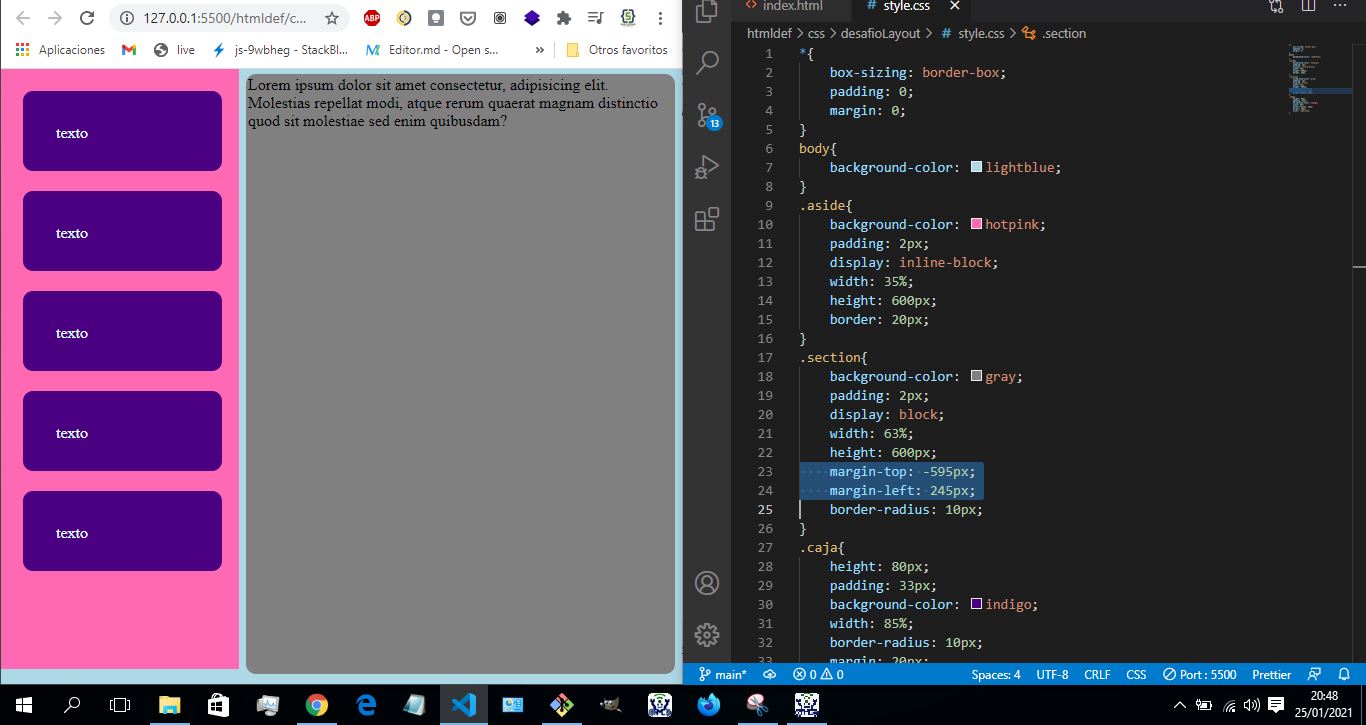 127.0.0.1:5500/htmldef/c...
ABP
Aplicaciones
live
js-9wbheg - StackBl...
Editor.md - Open s...
»
Otros favoritos
texto
texto
texto
texto
texto
Lorem ipsum dolor sit amet consectetur, adipisicing elit.
Molestias repellat modi, atque rerum quaerat magnam distinctio
quod sit molestiae sed enim quibusdam?
<> index.html
# style.css
htmldef > css > desafioLayout > # style.css > .section
13
1 *{
2 box-sizing: border-box;
3 padding: 0;
4 margin: 0;
5 }
6 body{
7 background-color: lightblue;
8 }
9 .aside{
10 background-color: hotpink;
11 padding: 2px;
12 display: inline-block;
13 width: 35%;
14 height: 600px;
15 border: 20px;
16 }
17 .section{
18 background-color: gray;
19 padding: 2px;
20 display: block;
21 width: 63%;
22 height: 600px;
23 margin-top: -595px;
24 margin-left: 245px;
25 border-radius: 10px;
26 }
27 .caja{
28 height: 80px;
29 padding: 33px;
30 background-color: indigo;
31 width: 85%;
32 border-radius: 10px;
33 margin: 20px;
main* 0 0 Spaces: 4 UTF-8 CRLF CSS Port : 5500 Prettier
20:48
25/01/2021